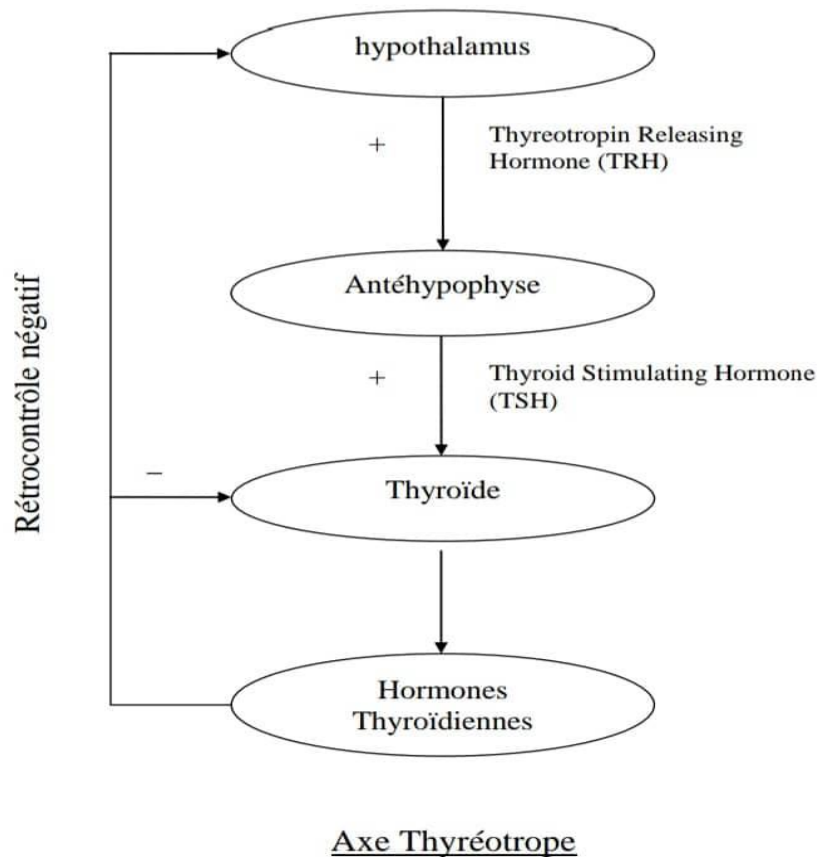 hypothalamus
+
Thyreotropin Releasing
Hormone (TRH)
Antéhypophyse
+
Thyroid Stimulating Hormone
(TSH)
Rétrocontrôle négatif
–
Thyroïde
Hormones
Thyroïdiennes
Axe Thyréotrope